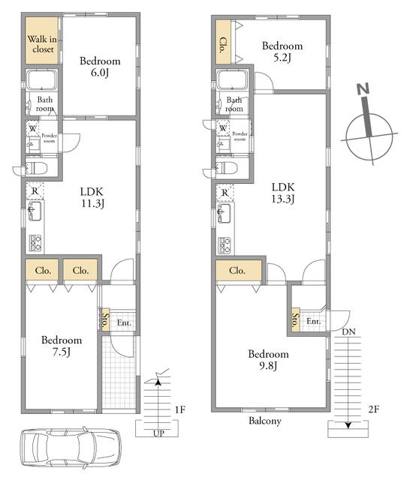 Walk in
closet
Bedroom
6.0J
Bath
room
W
Powder
room
LDK
11.3J
R
Clo.
Clo.
Sto.
Ent.
Bedroom
7.5J
1F
UP
Clo.
Bedroom
5.2J
Bath
room
W
Powder
room
LDK
13.3J
R
Clo.
Sto.
Ent.
DN
Bedroom
9.8J
2F
Balcony
N